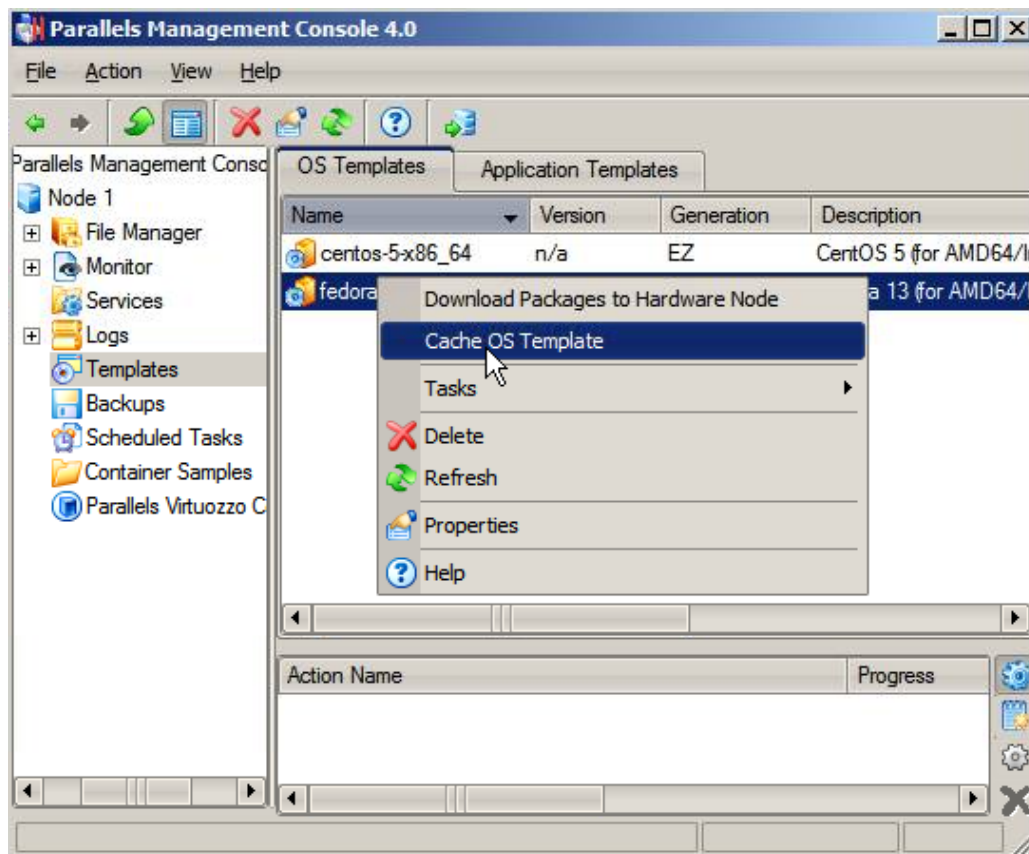 Parallels Management Console 4.0
File Action View Help
Parallels Management Conso
Node 1
File Manager
Monitor
Services
Logs
Templates
Backups
Scheduled Tasks
Container Samples
Parallels Virtuozzo C
OS Templates Application Templates
Name Version Generation Description
centos-5-x86_64 n/a EZ CentOS 5 (for AMD64/I
fedora a 13 (for AMD64/I
Download Packages to Hardware Node
Cache OS Template
Tasks
Delete
Refresh
Properties
Help
Action Name Progress